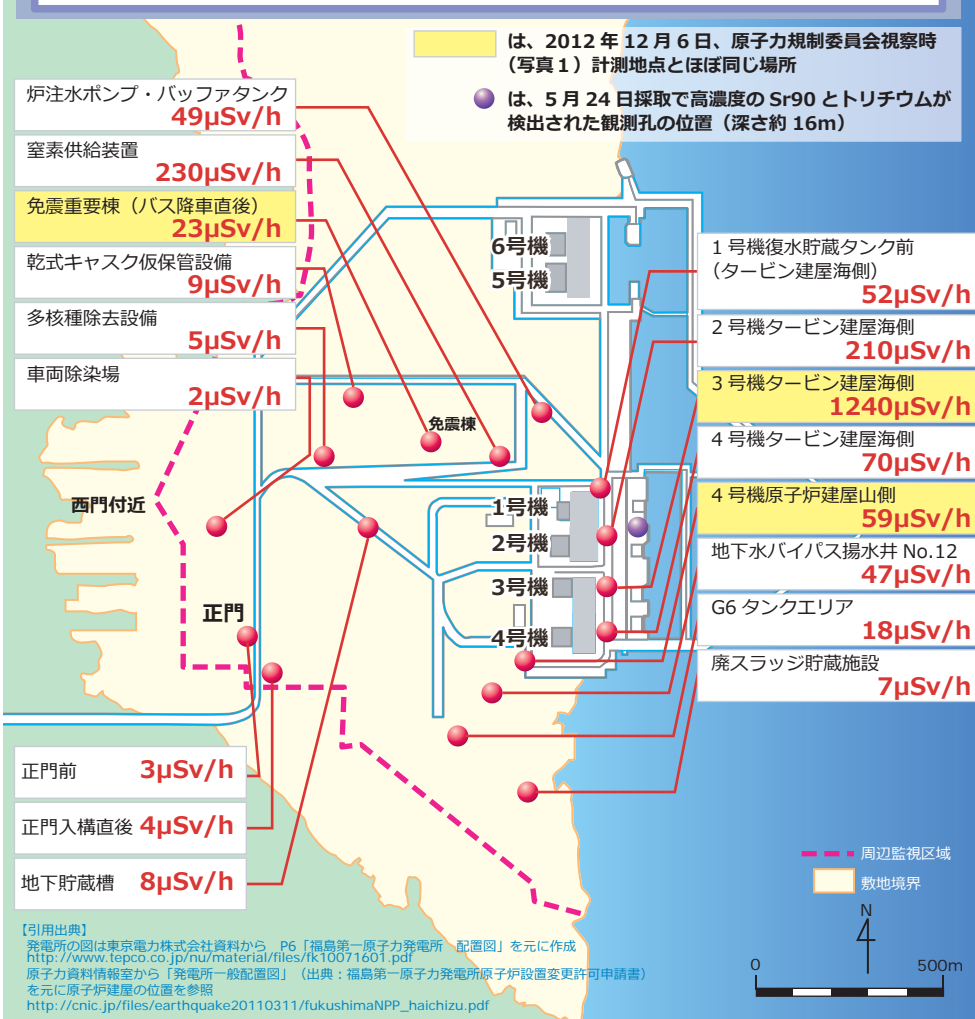 は、2012 年 12 月 6 日、原子力規制委員会視察時
（写真１）計測地点とほぼ同じ場所
は、５月 24 日採取で高濃度の Sr90 とトリチウムが
検出された観測孔の位置（深さ約 16m）
炉注水ポンプ・バッファタンク
49μSv/h
窒素供給装置
230μSv/h
免震重要棟（バス降車直後）
23μSv/h
乾式キャスク仮保管設備
9μSv/h
多核種除去設備
5μSv/h
車両除染場
2μSv/h
6号機
5号機
免震棟
1号機
2号機
3号機
4号機
西門付近
正門
１号機復水貯蔵タンク前
（タービン建屋海側）
52μSv/h
２号機タービン建屋海側
210μSv/h
３号機タービン建屋海側
1240μSv/h
４号機タービン建屋海側
70μSv/h
４号機原子炉建屋山側
59μSv/h
地下水バイパス揚水井 No.12
47μSv/h
G6 タンクエリア
18μSv/h
廃スラッジ貯蔵施設
7μSv/h
正門前 3μSv/h
正門入構直後 4μSv/h
地下貯蔵槽 8μSv/h
周辺監視区域
敷地境界
N
0 500m
【引用出典】
発電所の図は東京電力株式会社資料から　P6「福島第一原子力発電所　配置図」を元に作成
http://www.tepco.co.jp/nu/material/files/fk10071601.pdf
原子力資料情報室から「発電所一般配置図」（出典：福島第一原子力発電所原子炉設置変更許可申請書）
を元に原子炉建屋の位置を参照
http://cnic.jp/files/earthquake20110311/fukushimaNPP_haichizu.pdf